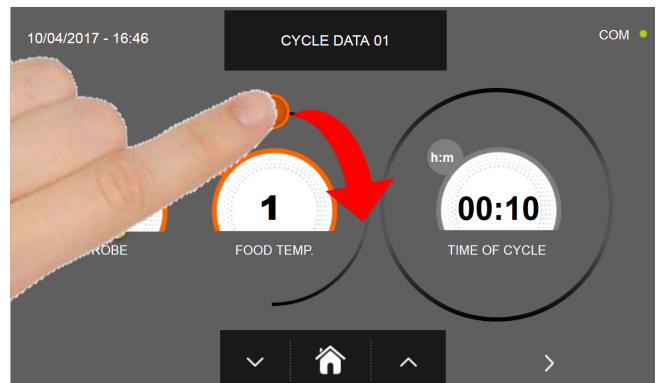 10/04/2017 - 16:46
CYCLE DATA 01
COM
h:m
1
00:10
FOOD TEMP.
TIME OF CYCLE